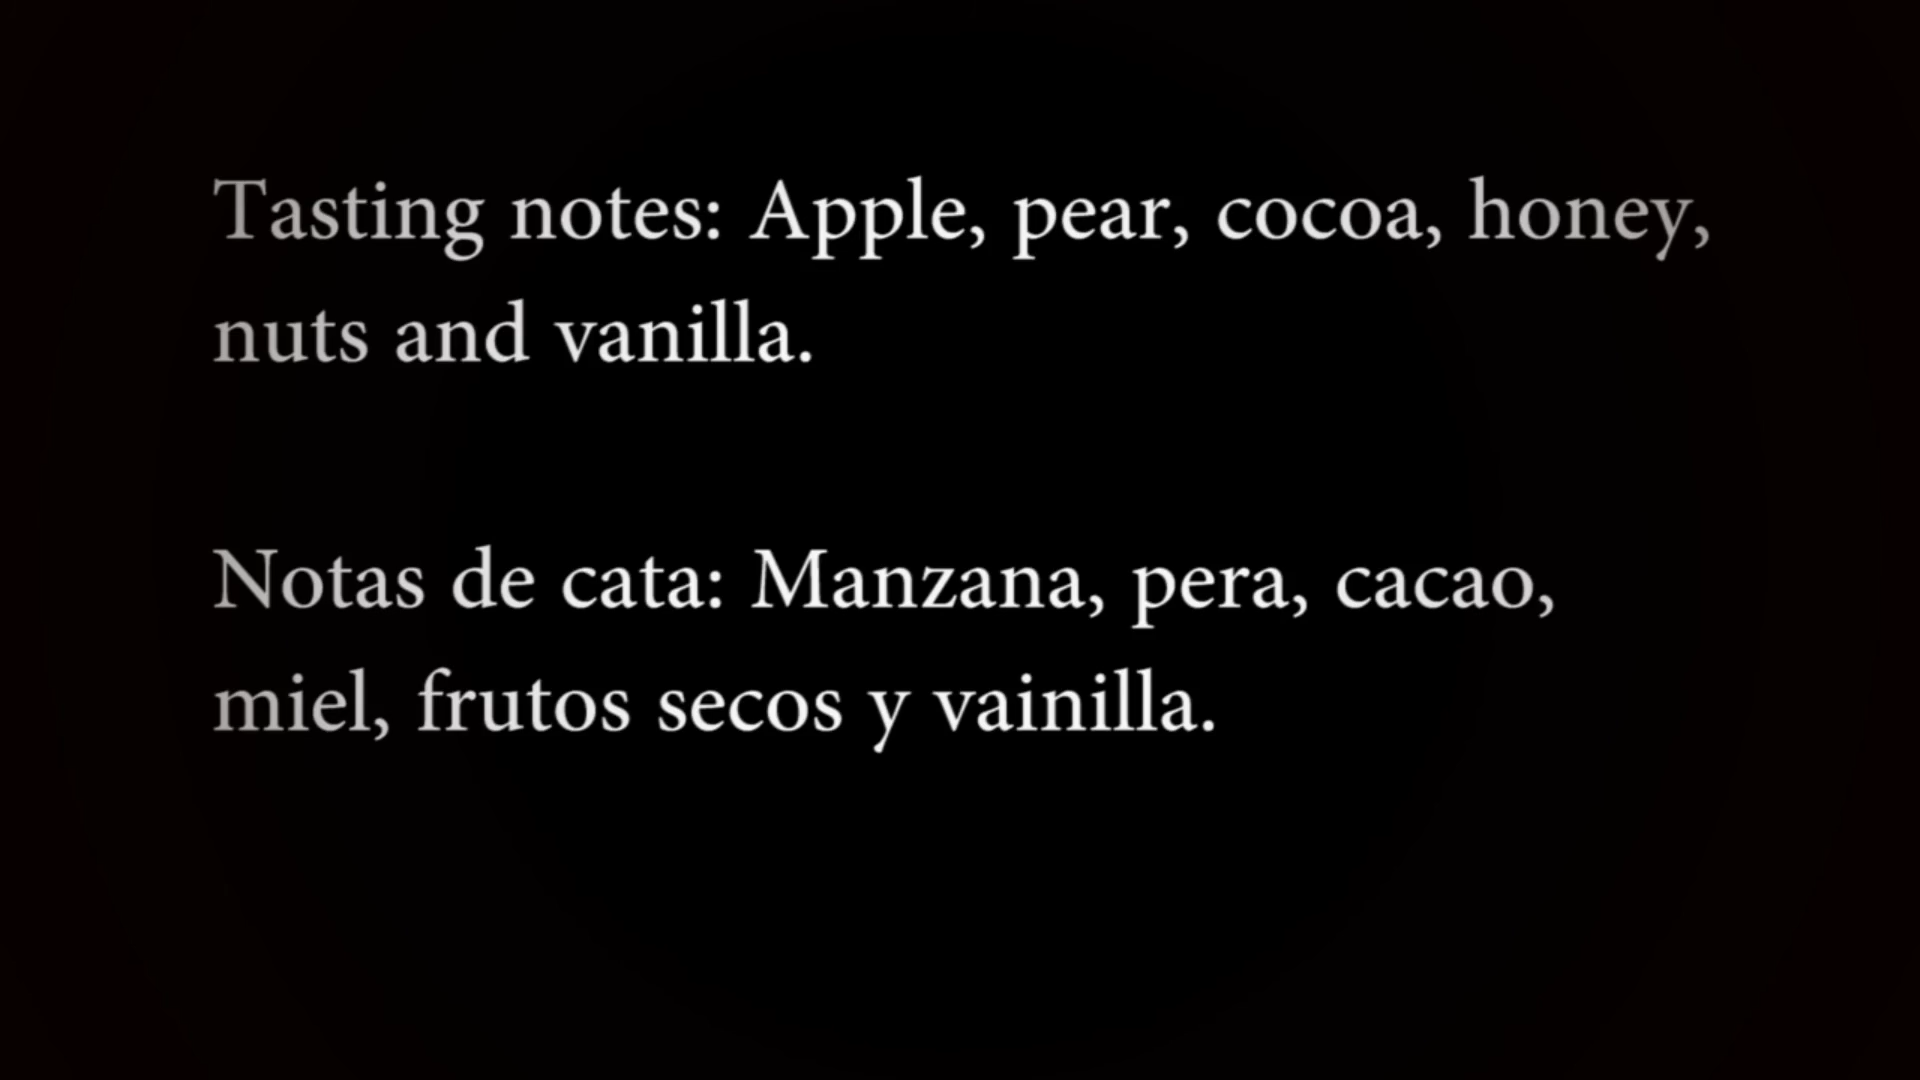 Tasting notes: Apple, pear, cocoa, honey,
nuts and vanilla.
Notas de cata: Manzana, pera, cacao,
miel, frutos secos y vainilla.